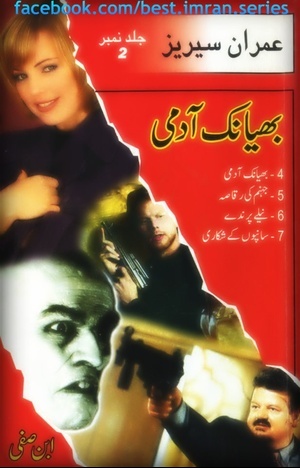 facebook.com/best.imran.series
عمران سیریز
جلد نمبر
2
بھیانک آدمی
4- بھیانک آدمی
5- جہنم کی رقاصہ
6- نیلے پرندے
7- سانپوں کے شکاری
ابن صفی